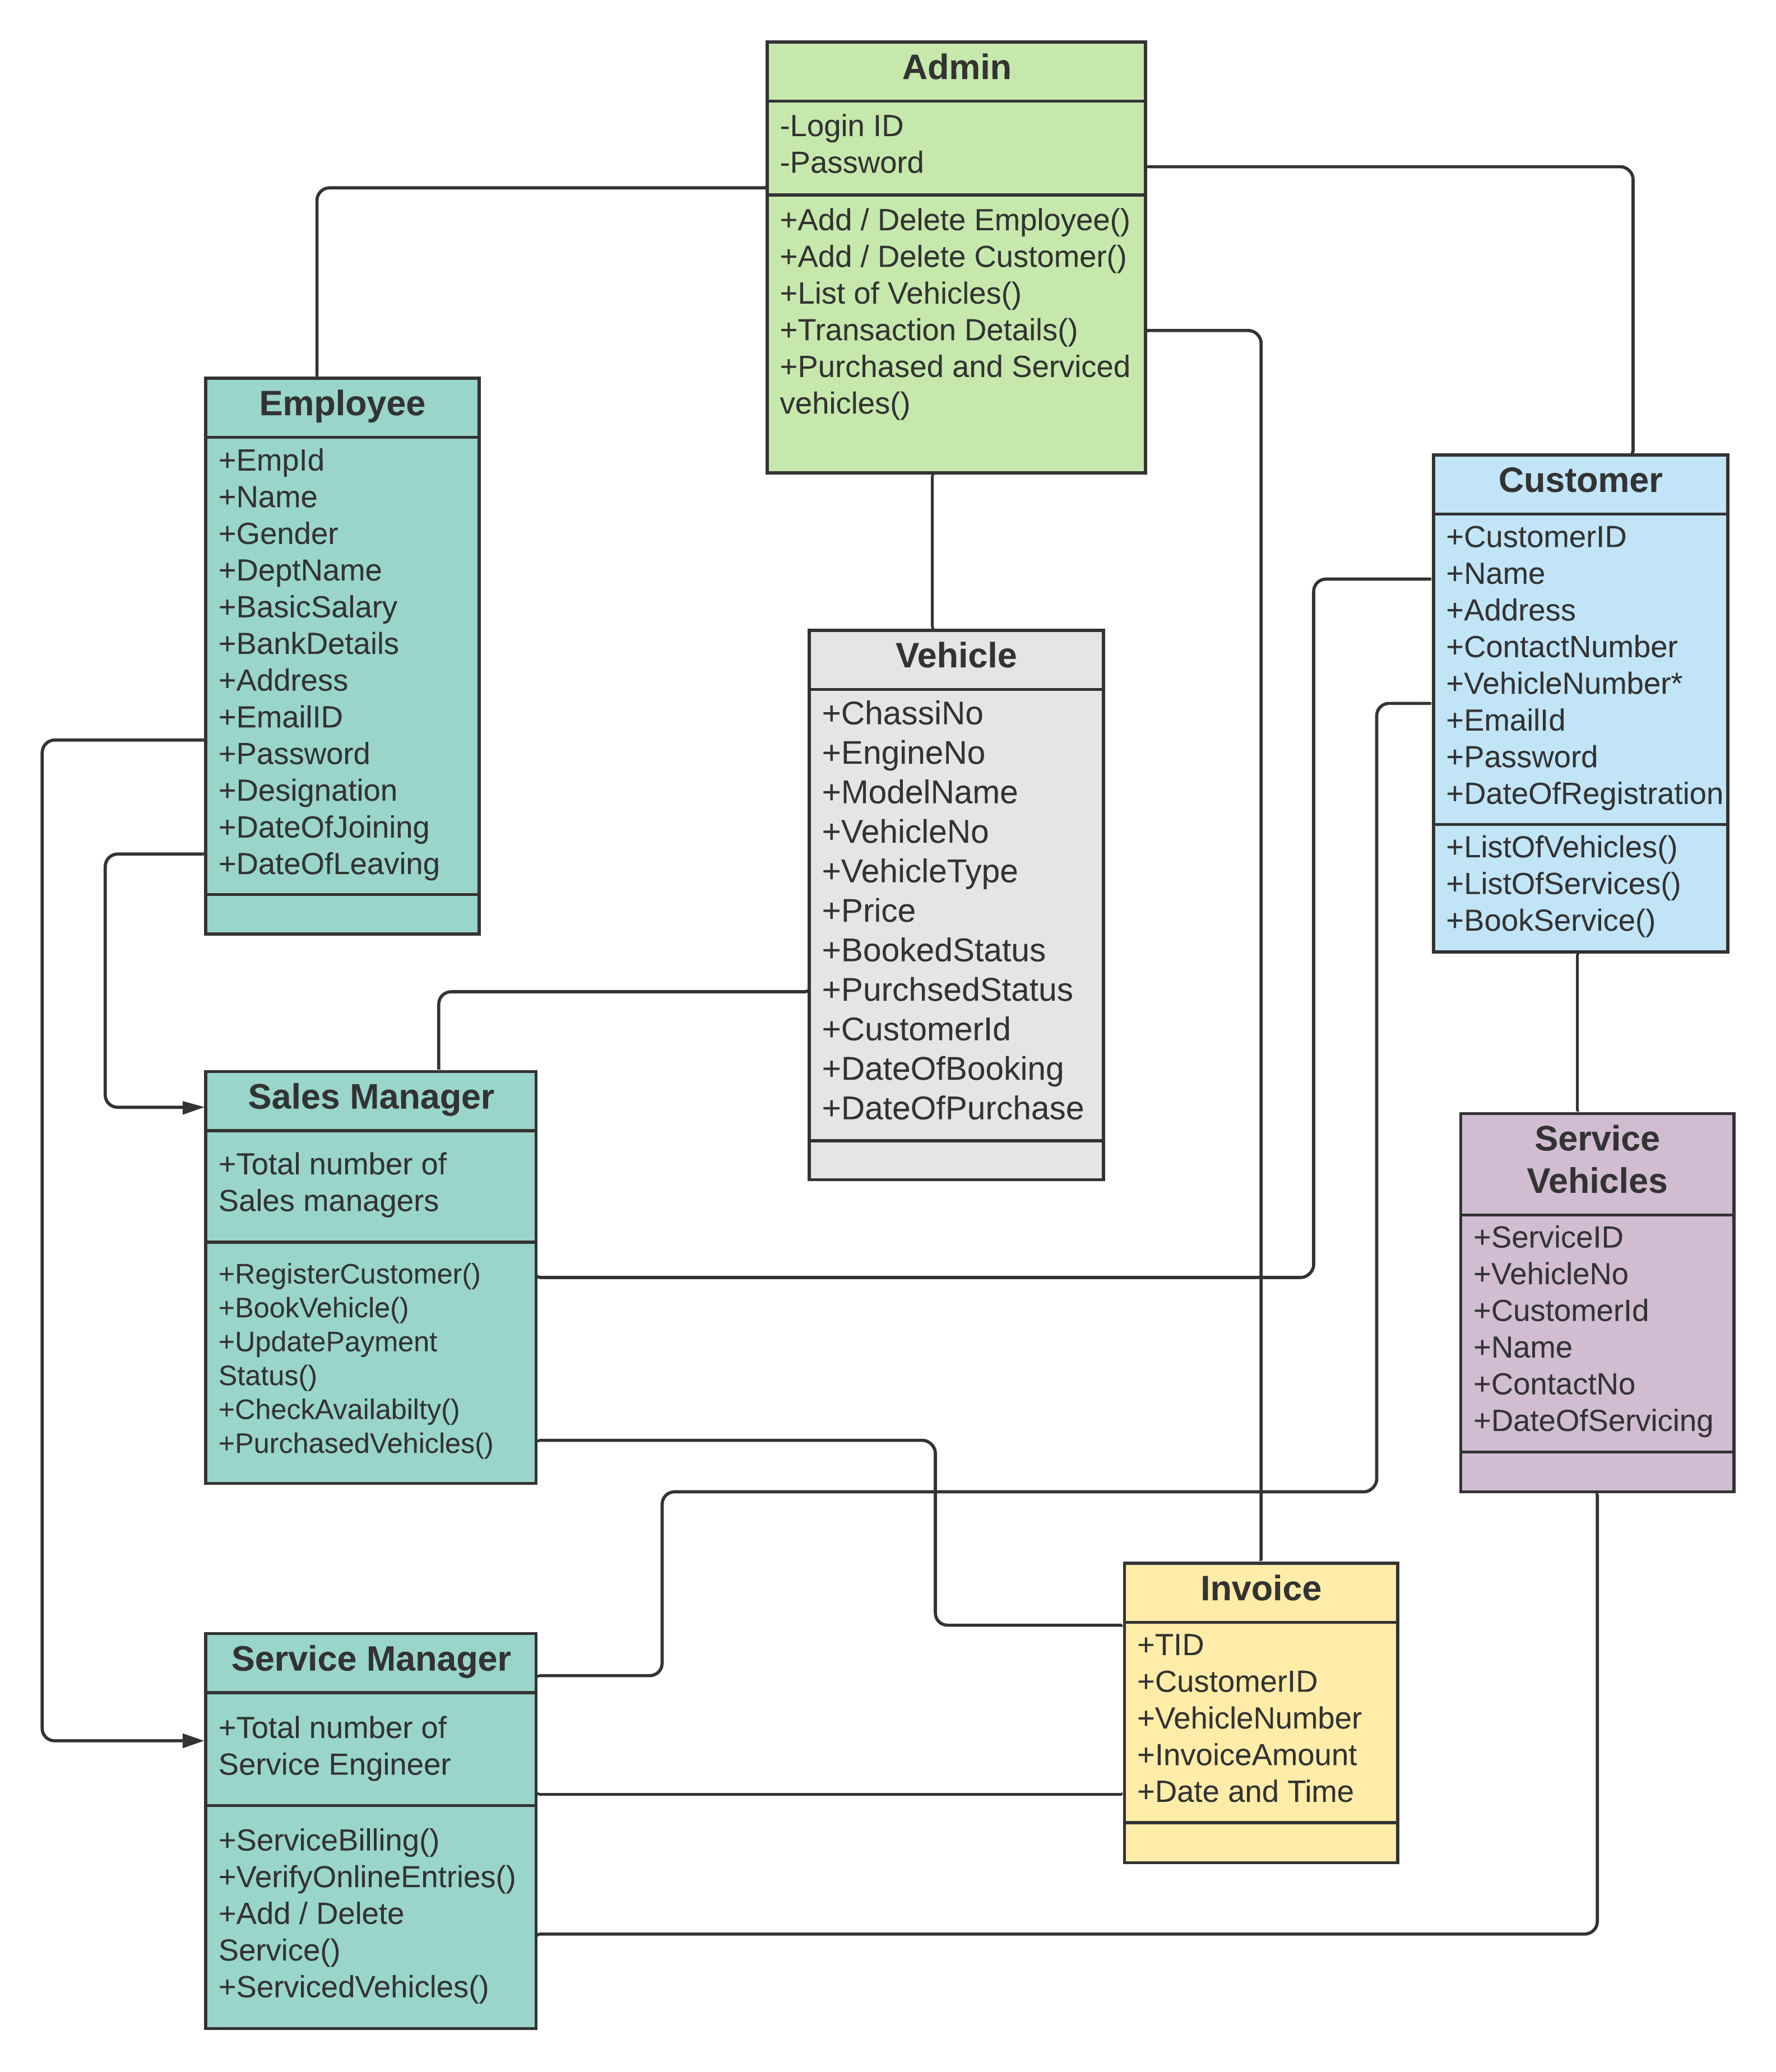 Admin
-Login ID
-Password
+Add / Delete Employee()
+Add / Delete Customer()
+List of Vehicles()
+Transaction Details()
+Purchased and Serviced
vehicles()
Employee
+EmpId
+Name
+Gender
+DeptName
+BasicSalary
+BankDetails
+Address
+EmailID
+Password
+Designation
+DateOfJoining
+DateOfLeaving
Customer
+CustomerID
+Name
+Address
+ContactNumber
+VehicleNumber*
+EmailId
+Password
+DateOfRegistration
+ListOfVehicles()
+ListOfServices()
+BookService()
Vehicle
+ChassiNo
+EngineNo
+ModelName
+VehicleNo
+VehicleType
+Price
+BookedStatus
+PurchsedStatus
+CustomerId
+DateOfBooking
+DateOfPurchase
Sales Manager
+Total number of
Sales managers
+RegisterCustomer()
+BookVehicle()
+UpdatePayment
Status()
+CheckAvailabilty()
+PurchasedVehicles()
Service
Vehicles
+ServiceID
+VehicleNo
+CustomerId
+Name
+ContactNo
+DateOfServicing
Invoice
+TID
+CustomerID
+VehicleNumber
+InvoiceAmount
+Date and Time
Service Manager
+Total number of
Service Engineer
+ServiceBilling()
+VerifyOnlineEntries()
+Add / Delete
Service()
+ServicedVehicles()